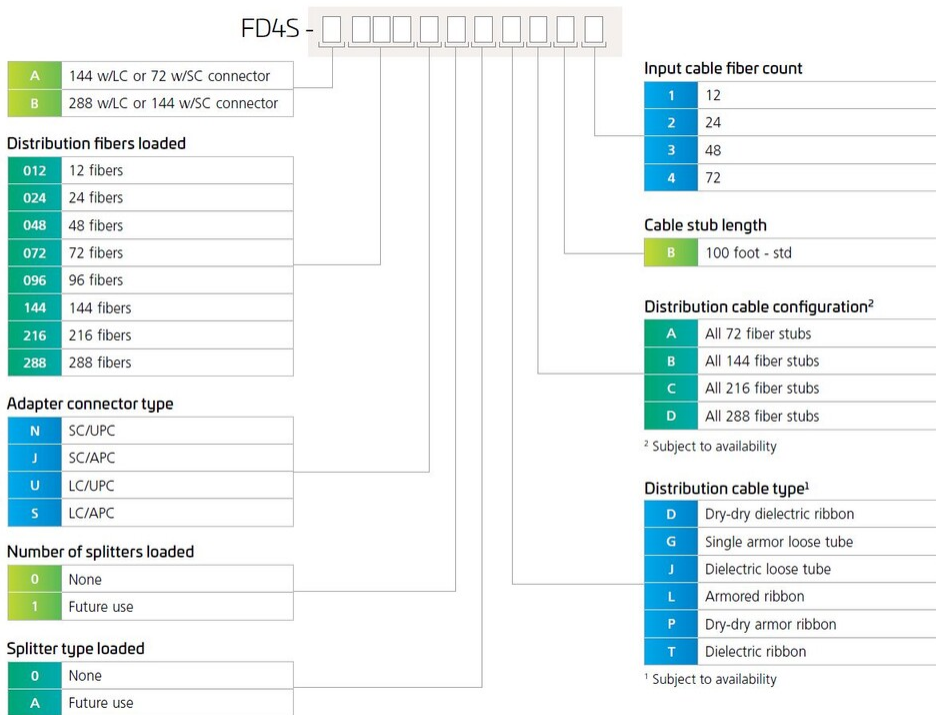 FD4S -
A 144 w/LC or 72 w/SC connector
B 288 w/LC or 144 w/SC connector
Distribution fibers loaded
012 12 fibers
024 24 fibers
048 48 fibers
072 72 fibers
096 96 fibers
144 144 fibers
216 216 fibers
288 288 fibers
Adapter connector type
N SC/UPC
J SC/APC
U LC/UPC
S LC/APC
Number of splitters loaded
0 None
1 Future use
Splitter type loaded
0 None
A Future use
Input cable fiber count
1 12
2 24
3 48
4 72
Cable stub length
B 100 foot - std
Distribution cable configuration²
A All 72 fiber stubs
B All 144 fiber stubs
C All 216 fiber stubs
D All 288 fiber stubs
² Subject to availability
Distribution cable type¹
D Dry-dry dielectric ribbon
G Single armor loose tube
J Dielectric loose tube
L Armored ribbon
P Dry-dry armor ribbon
T Dielectric ribbon
¹ Subject to availability